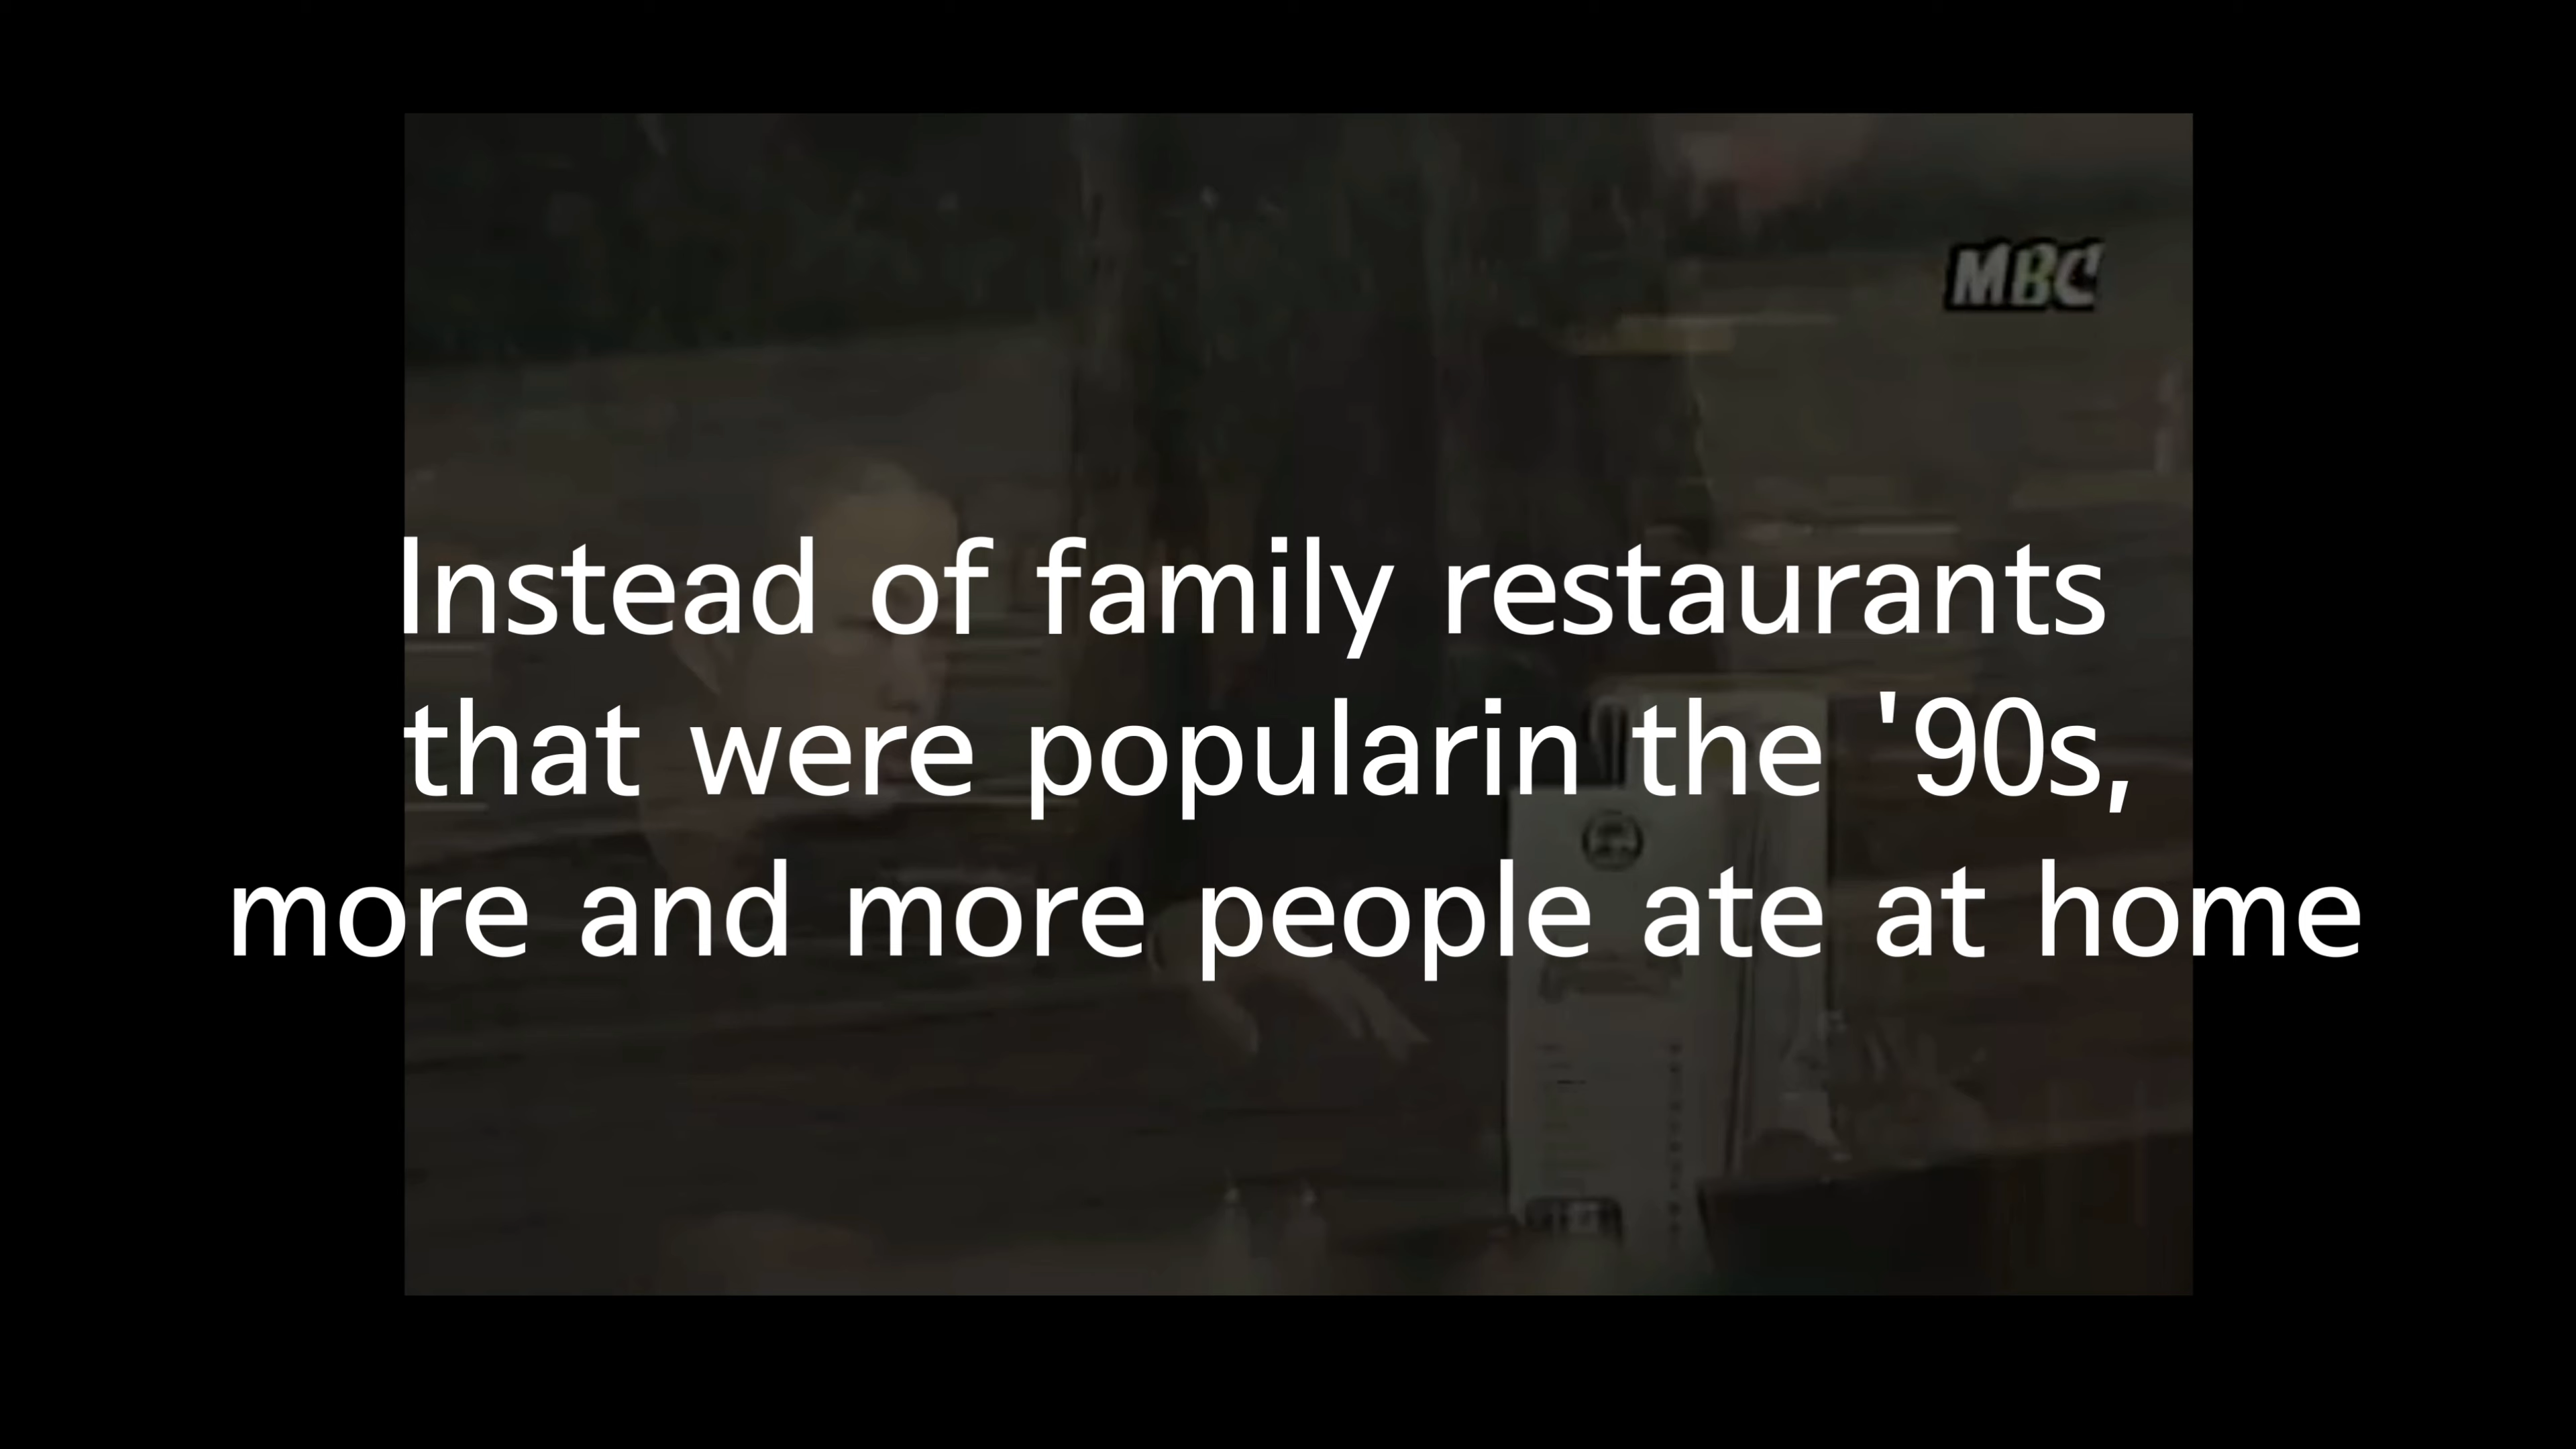 MBC
Instead of family restaurants
that were popularin the '90s,
more and more people ate at home